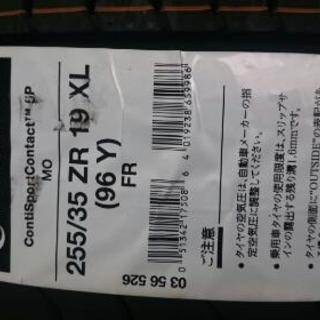 ContiSportContact™ 5P
MO
255/35 ZR 19 XL
(96 Y)
FR
03 56 526
ご注意
● タイヤの空気圧は、自動車メーカーの指
定空気圧に調整してください。
● 乗用車タイヤの使用限度は、スリップサ
インの露出する残り溝1.6mmです。
● タイヤの側面に"OUTSIDE"の表記があ